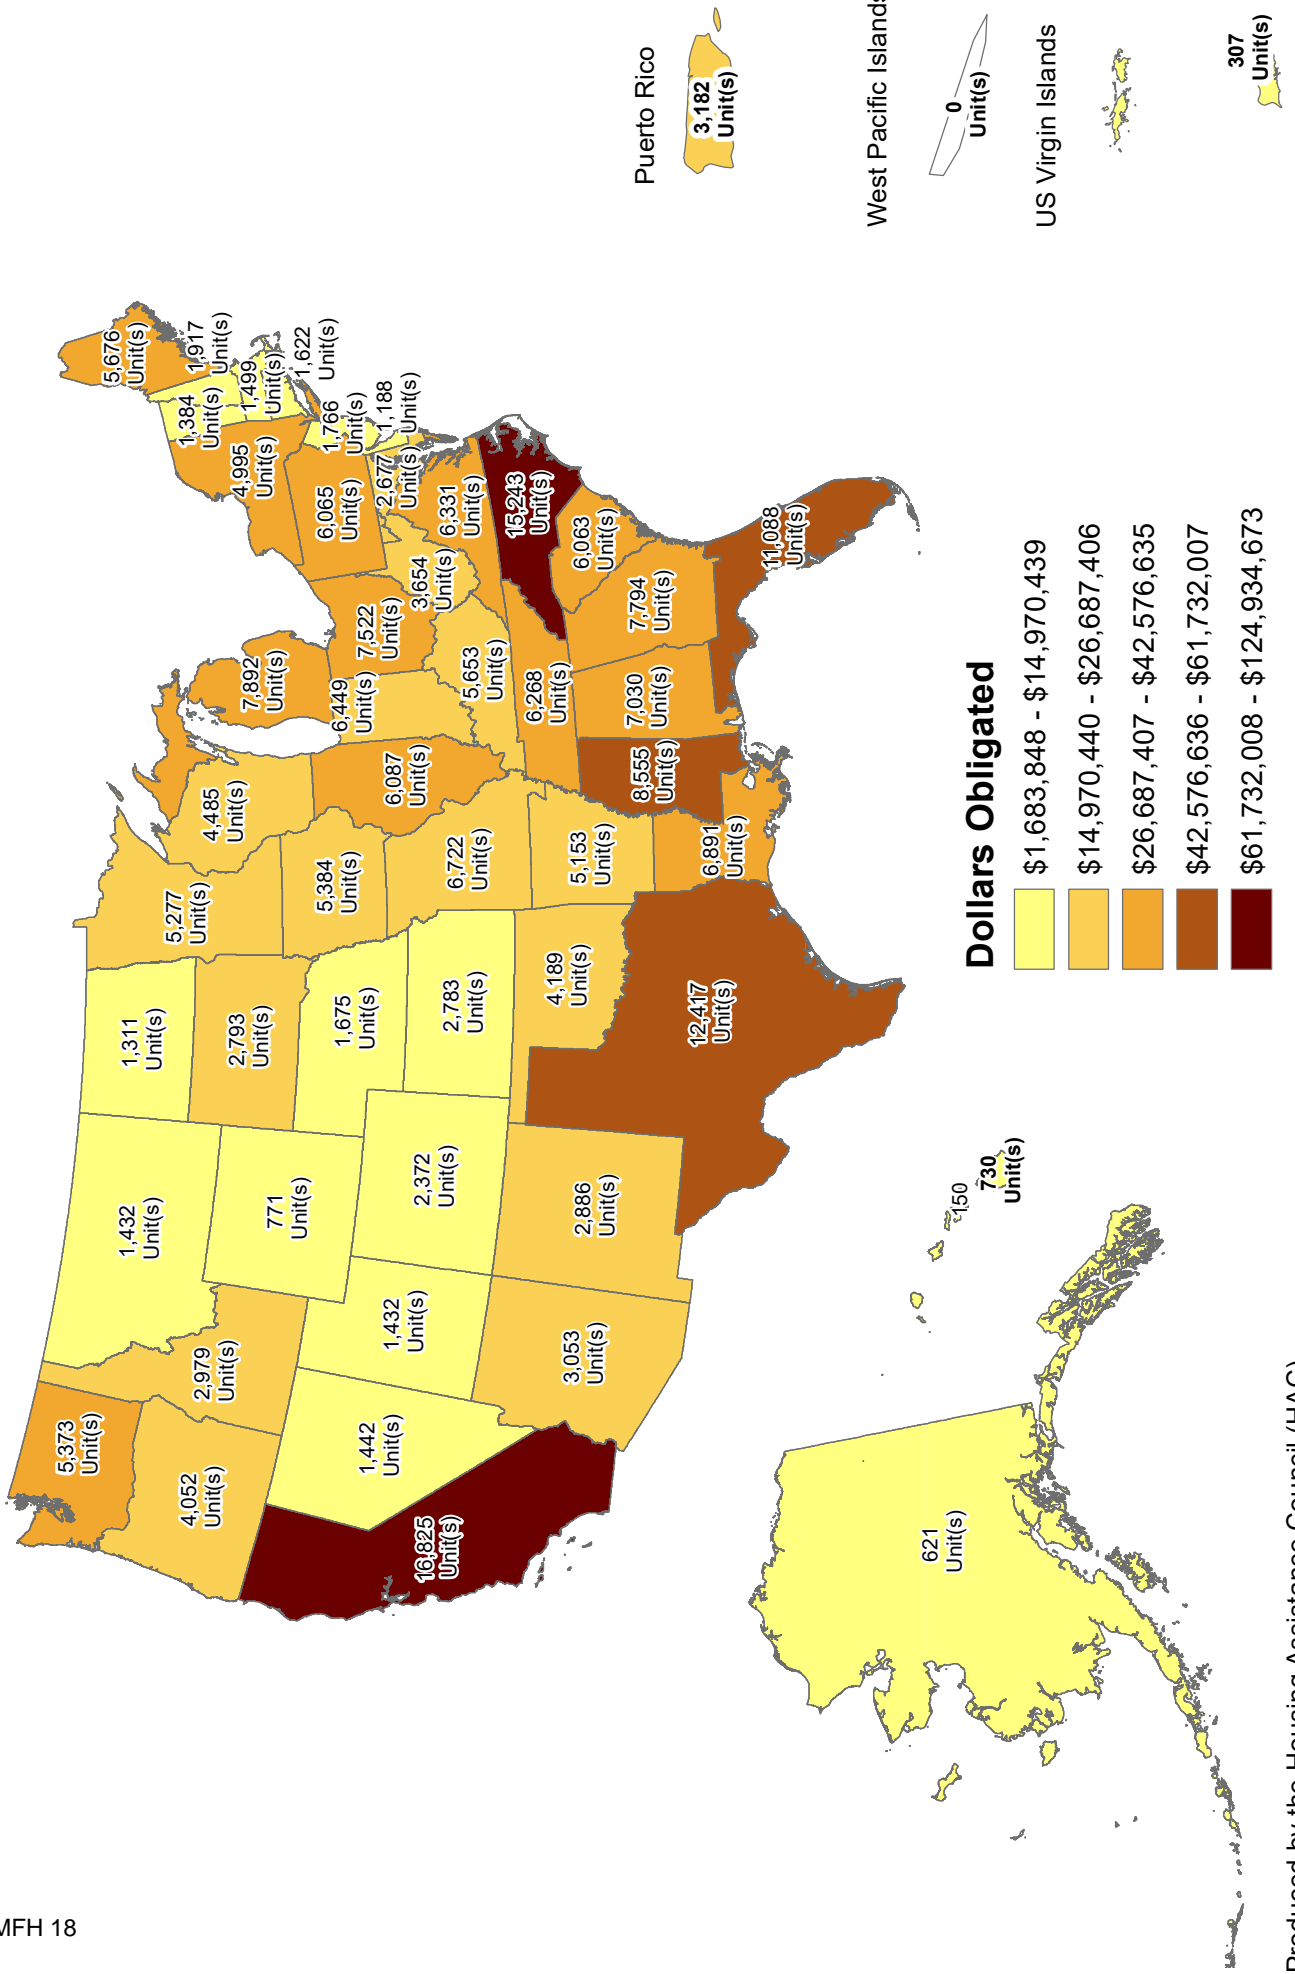 MFH 18
5,373
Unit(s)
4,052
Unit(s)
2,979
Unit(s)
1,432
Unit(s)
1,311
Unit(s)
2,793
Unit(s)
771
Unit(s)
1,675
Unit(s)
1,442
Unit(s)
1,432
Unit(s)
2,372
Unit(s)
2,783
Unit(s)
16,825
Unit(s)
3,053
Unit(s)
2,886
Unit(s)
4,189
Unit(s)
12,417
Unit(s)
5,277
Unit(s)
4,485
Unit(s)
5,384
Unit(s)
6,722
Unit(s)
5,153
Unit(s)
6,891
Unit(s)
6,087
Unit(s)
7,892
Unit(s)
6,449
Unit(s)
7,522
Unit(s)
5,653
Unit(s)
6,268
Unit(s)
8,555
Unit(s)
7,030
Unit(s)
7,794
Unit(s)
11,088
Unit(s)
6,063
Unit(s)
15,243
Unit(s)
6,331
Unit(s)
3,654
Unit(s)
2,677
Unit(s)
1,188
Unit(s)
1,766
Unit(s)
6,065
Unit(s)
4,995
Unit(s)
1,622
Unit(s)
1,499
Unit(s)
1,384
Unit(s)
1,917
Unit(s)
5,676
Unit(s)
621
Unit(s)
150
730
Unit(s)
Dollars Obligated
$1,683,848 - $14,970,439
$14,970,440 - $26,687,406
$26,687,407 - $42,576,635
$42,576,636 - $61,732,007
$61,732,008 - $124,934,673
Puerto Rico
3,182
Unit(s)
West Pacific Islands
0
Unit(s)
US Virgin Islands
307
Unit(s)
Produced by the Housing Assistance Council (HAC)